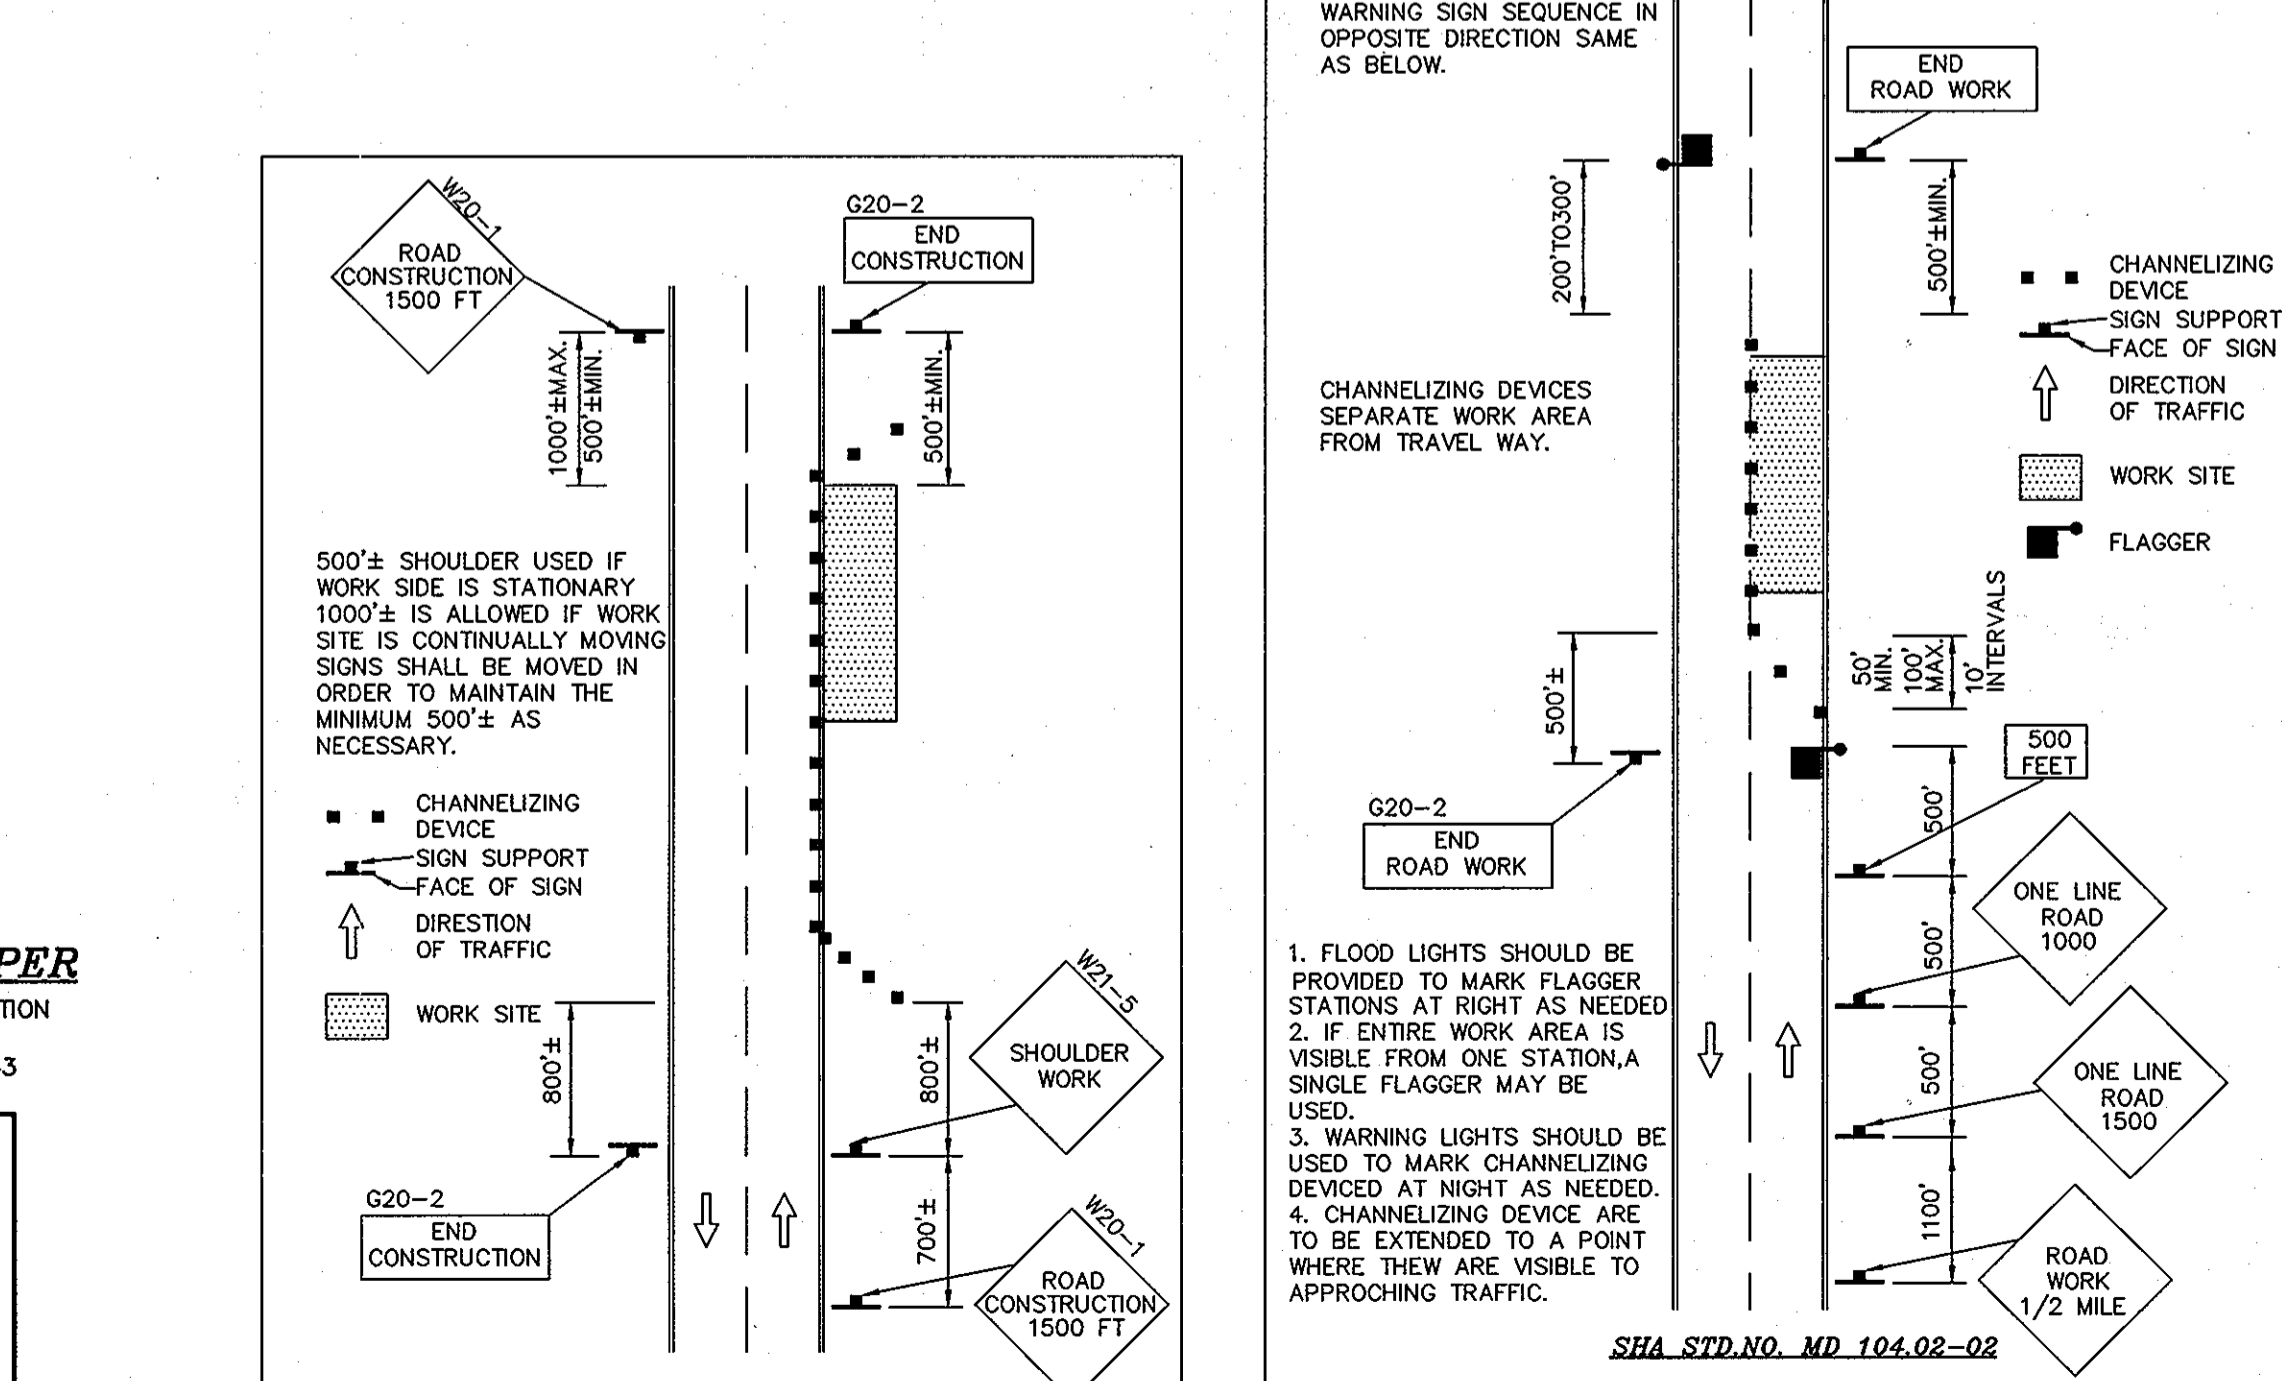 PER
TION
3
W20-1
ROAD
CONSTRUCTION
1500 FT
G20-2
END
CONSTRUCTION
1000'±MAX.
500'±MIN.
500'±MIN.
500'± SHOULDER USED IF
WORK SIDE IS STATIONARY
1000'± IS ALLOWED IF WORK
SITE IS CONTINUALLY MOVING
SIGNS SHALL BE MOVED IN
ORDER TO MAINTAIN THE
MINIMUM 500'± AS
NECESSARY.
CHANNELIZING
DEVICE
SIGN SUPPORT
FACE OF SIGN
DIRESTION
OF TRAFFIC
WORK SITE
800'±
800'±
W21-5
SHOULDER
WORK
G20-2
END
CONSTRUCTION
700'±
W20-1
ROAD
CONSTRUCTION
1500 FT
WARNING SIGN SEQUENCE IN
OPPOSITE DIRECTION SAME
AS BELOW.
END
ROAD WORK
200'TO300'
500'±MIN.
CHANNELIZING
DEVICE
SIGN SUPPORT
FACE OF SIGN
DIRECTION
OF TRAFFIC
WORK SITE
FLAGGER
CHANNELIZING DEVICES
SEPARATE WORK AREA
FROM TRAVEL WAY.
50'
MIN.
100'
MAX.
10'
INTERVALS
500'±
G20-2
END
ROAD WORK
500
FEET
500'
ONE LINE
ROAD
1000
500'
ONE LINE
ROAD
1500
500'
1100'
ROAD
WORK
1/2 MILE
1. FLOOD LIGHTS SHOULD BE
PROVIDED TO MARK FLAGGER
STATIONS AT RIGHT AS NEEDED
2. IF ENTIRE WORK AREA IS
VISIBLE FROM ONE STATION,A
SINGLE FLAGGER MAY BE
USED.
3. WARNING LIGHTS SHOULD BE
USED TO MARK CHANNELIZING
DEVICED AT NIGHT AS NEEDED.
4. CHANNELIZING DEVICE ARE
TO BE EXTENDED TO A POINT
WHERE THEW ARE VISIBLE TO
APPROCHING TRAFFIC.
SHA STD.NO. MD 104.02-02